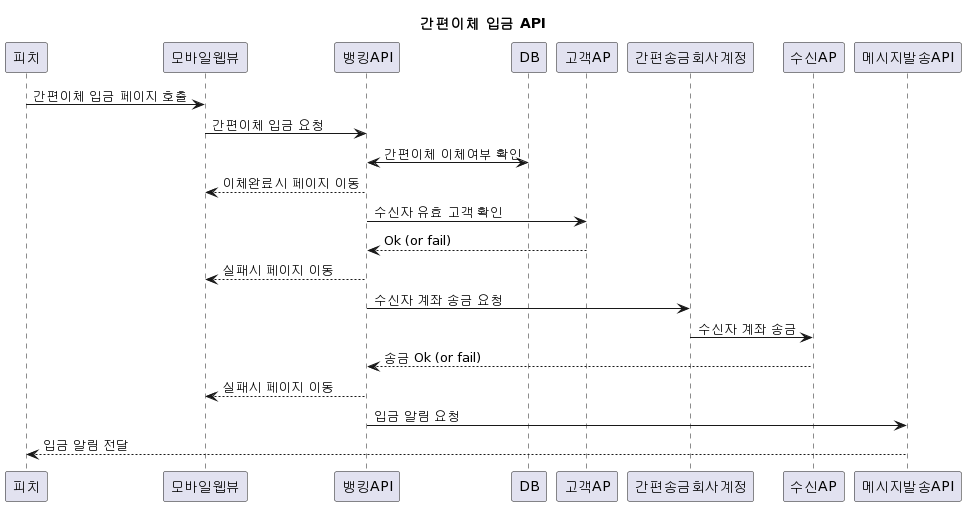 간편이체 입금 API
피치 모바일웹뷰 뱅킹API DB 고객AP 간편송금회사계정 수신AP 메시지발송API
간편이체 입금 페이지 호출
간편이체 입금 요청
간편이체 이체여부 확인
이체완료시 페이지 이동
수신자 유효 고객 확인
Ok (or fail)
실패시 페이지 이동
수신자 계좌 송금 요청
수신자 계좌 송금
송금 Ok (or fail)
실패시 페이지 이동
입금 알림 요청
입금 알림 전달
피치 모바일웹뷰 뱅킹API DB 고객AP 간편송금회사계정 수신AP 메시지발송API